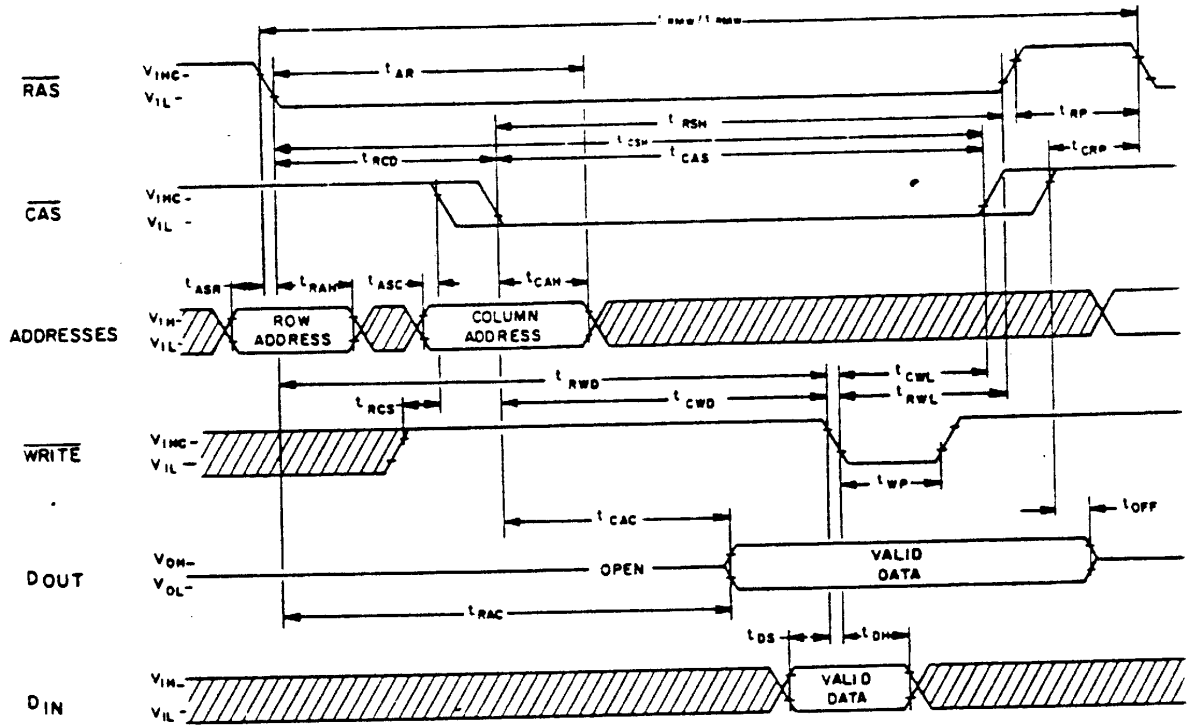 RAS
VIHC-
VIL-
tAR
tRP
tRSH
tCSH
tRCD
tCAS
tCRP
CAS
VIHC-
VIL-
tASR
tRAH
tASC
tCAH
ADDRESSES
VIH-
VIL-
ROW
ADDRESS
COLUMN
ADDRESS
tRWD
tCWL
tRCS
tCWD
tRWL
WRITE
VIHC-
VIL-
tWP
tCAC
tOFF
DOUT
VOH-
VOL-
OPEN
VALID
DATA
tRAC
tDS
tDH
DIN
VIH-
VIL-
VALID
DATA